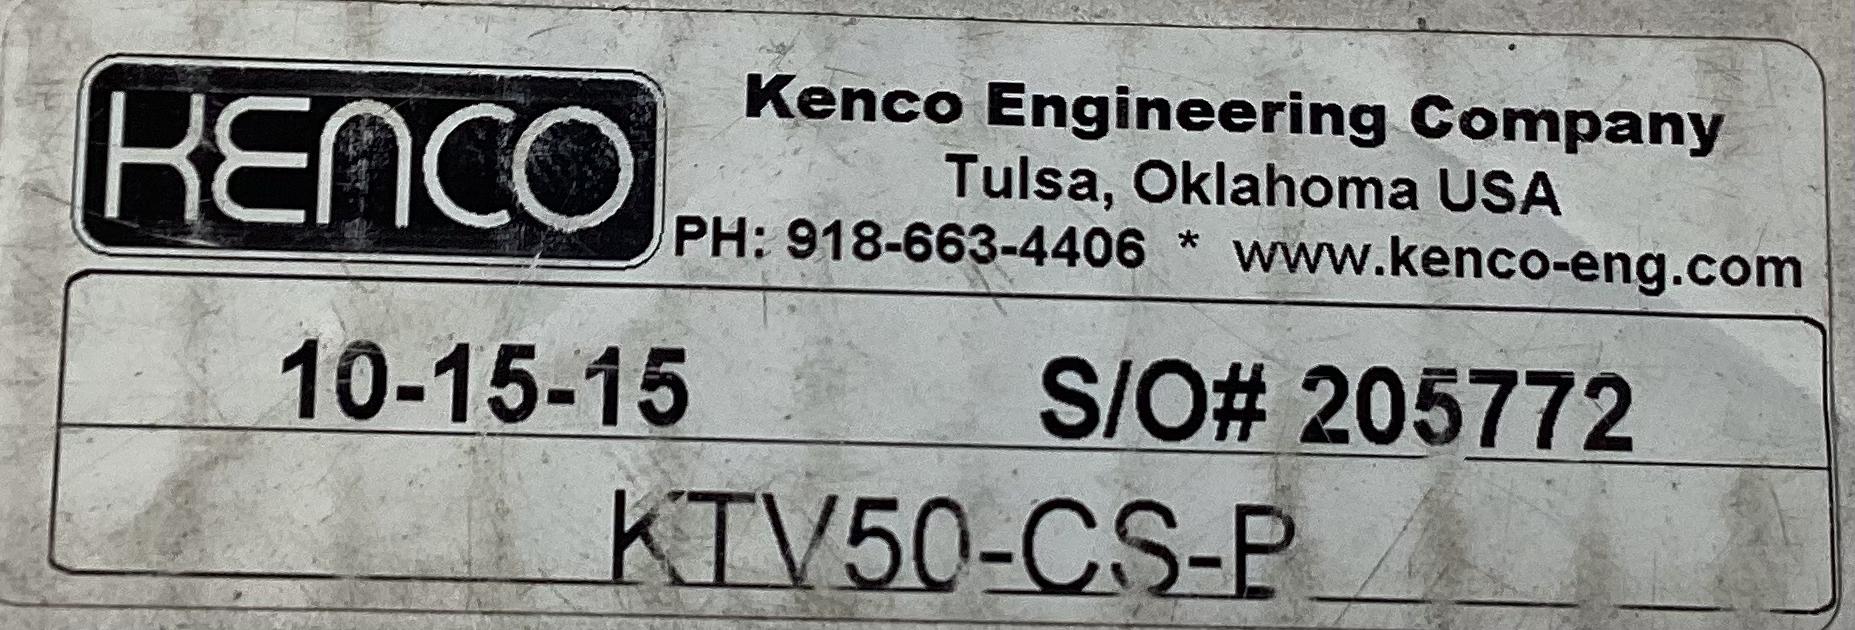 KENCO
Kenco Engineering Company
Tulsa, Oklahoma USA
PH: 918-663-4406 * www.kenco-eng.com
10-15-15 S/O# 205772
KTV50-CS-P